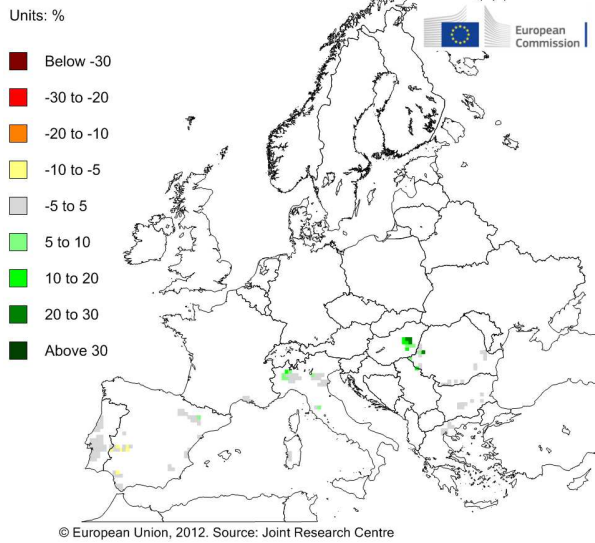 Units: %
European
Commission
Below -30
-30 to -20
-20 to -10
-10 to -5
-5 to 5
5 to 10
10 to 20
20 to 30
Above 30
© European Union, 2012. Source: Joint Research Centre